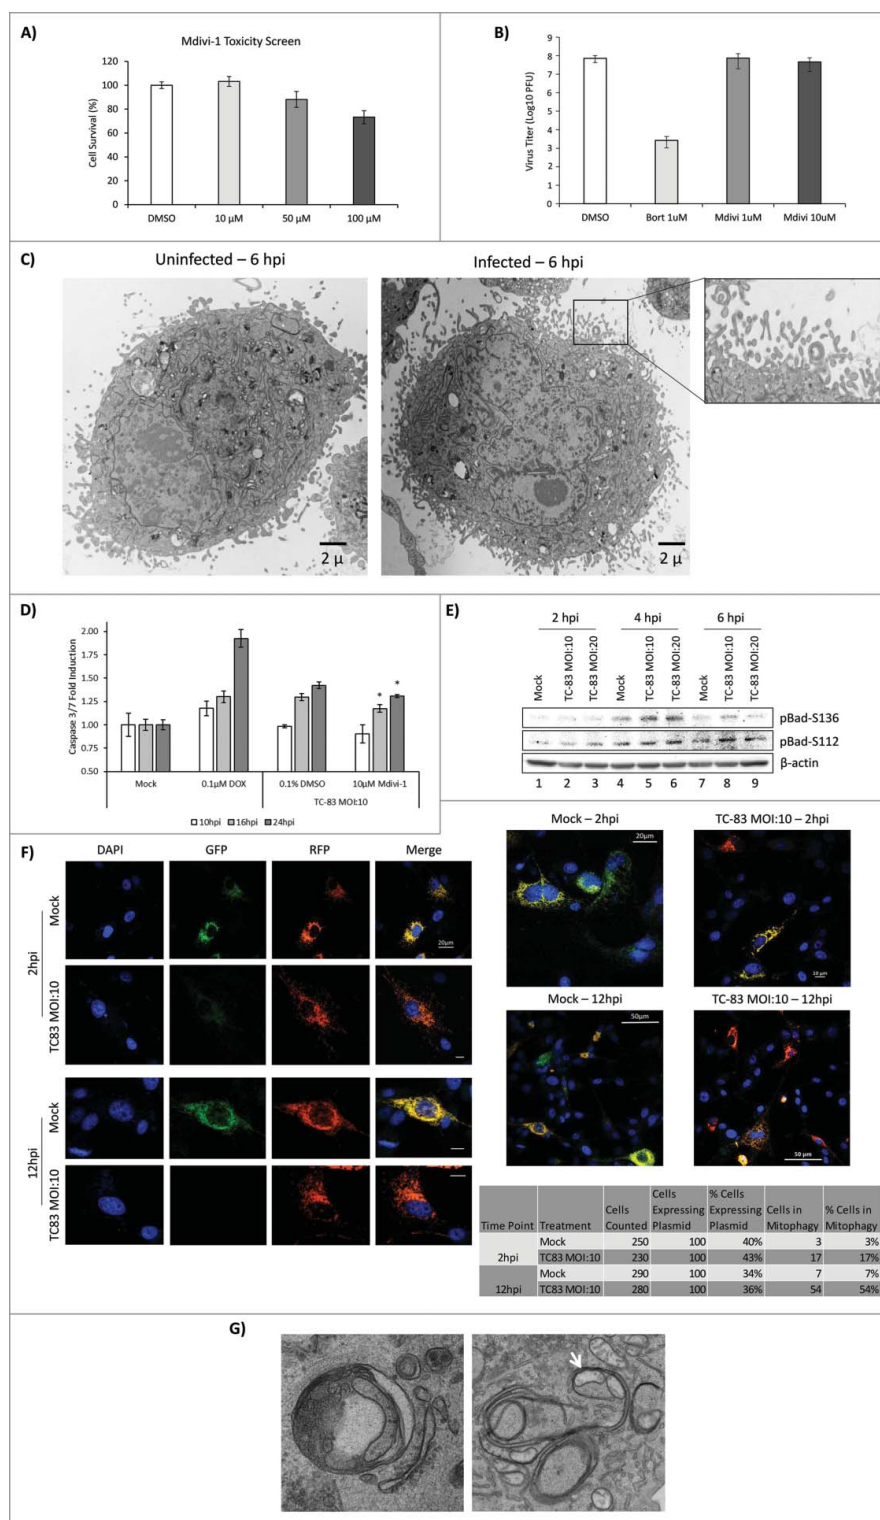 A)
Mdivi-1 Toxicity Screen
Cell Survival (%)
120
100
80
60
40
20
0
DMSO
10 µM
50 µM
100 µM
B)
Virus Titer (Log10 PFU)
9
8
7
6
5
4
3
2
1
0
DMSO
Bort 1uM
Mdivi 1uM
Mdivi 10uM
C)
Uninfected – 6 hpi
Infected – 6 hpi
2 µ
2 µ
D)
Caspase 3/7 Fold Induction
2.00
1.75
1.50
1.25
1.00
0.75
0.50
* *
Mock
0.1µM DOX
0.1% DMSO
10µM Mdivi-1
TC-83 MOI:10
10hpi 16hpi 24hpi
E)
2 hpi 4 hpi 6 hpi
Mock TC-83 MOI:10 TC-83 MOI:20 Mock TC-83 MOI:10 TC-83 MOI:20 Mock TC-83 MOI:10 TC-83 MOI:20
pBad-S136
pBad-S112
β-actin
1 2 3 4 5 6 7 8 9
F)
DAPI GFP RFP Merge
2hpi
Mock
20µm
TC83 MOI:10
12hpi
Mock
TC83 MOI:10
Mock – 2hpi
20µm
TC-83 MOI:10 – 2hpi
10 µm
Mock – 12hpi
50µm
TC-83 MOI:10 – 12hpi
50 µm
Time Point Treatment Cells Counted Cells Expressing Plasmid % Cells Expressing Plasmid Cells in Mitophagy % Cells in Mitophagy
2hpi
Mock 250 100 40% 3 3%
TC83 MOI:10 230 100 43% 17 17%
12hpi
Mock 290 100 34% 7 7%
TC83 MOI:10 280 100 36% 54 54%
G)